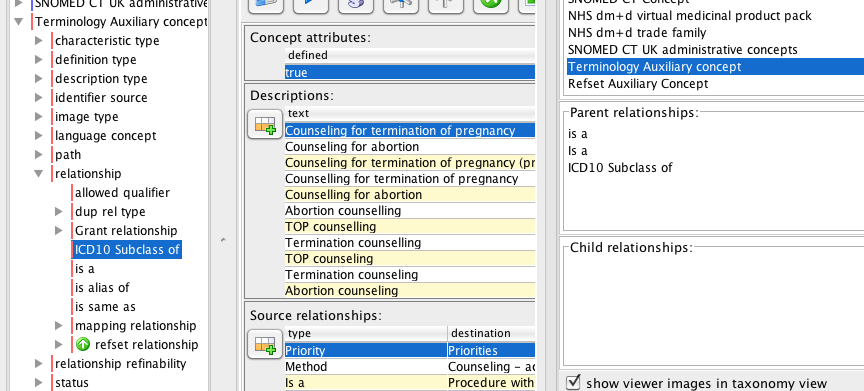 SNOMED CT UK administrative
Terminology Auxiliary concept
characteristic type
definition type
description type
identifier source
image type
language concept
path
relationship
allowed qualifier
dup rel type
Grant relationship
ICD10 Subclass of
is a
is alias of
is same as
mapping relationship
refset relationship
relationship refinability
status
Concept attributes:
defined
true
Descriptions:
text
Counseling for termination of pregnancy
Counseling for abortion
Counseling for termination of pregnancy (pr
Counselling for termination of pregnancy
Counselling for abortion
Abortion counselling
TOP counselling
Termination counselling
TOP counselling
Termination counselling
Abortion counselling
Source relationships:
type destination
Priority Priorities
Method Counseling - ac
Is a Procedure with
SNOMED CT Concept
NHS dm+d virtual medicinal product pack
NHS dm+d trade family
SNOMED CT UK administrative concepts
Terminology Auxiliary concept
Refset Auxiliary Concept
Parent relationships:
is a
Is a
ICD10 Subclass of
Child relationships:
show viewer images in taxonomy view